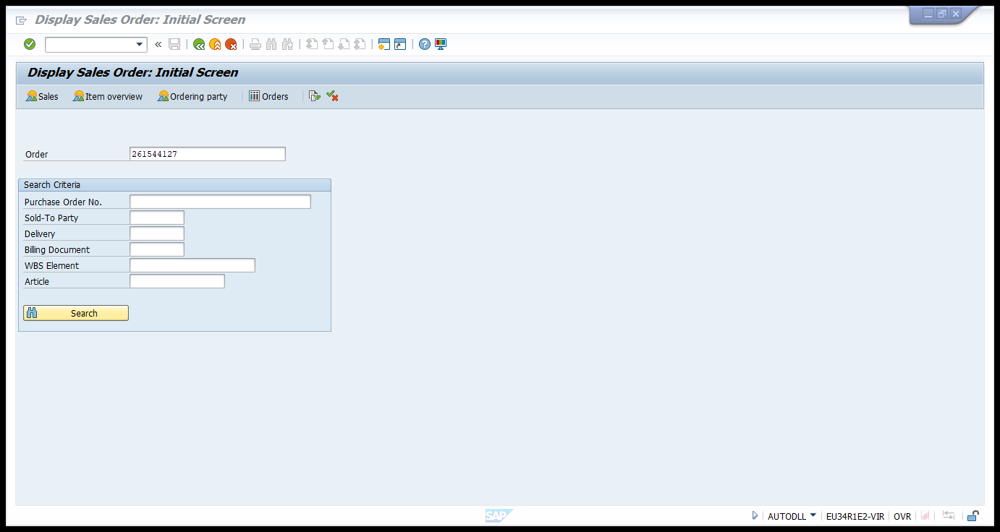 Display Sales Order: Initial Screen
Display Sales Order: Initial Screen
Sales Item overview Ordering party Orders
Order 261544127
Search Criteria
Purchase Order No.
Sold-To Party
Delivery
Billing Document
WBS Element
Article
Search
SAP AUTODLL EU34R1E2-VIR OVR